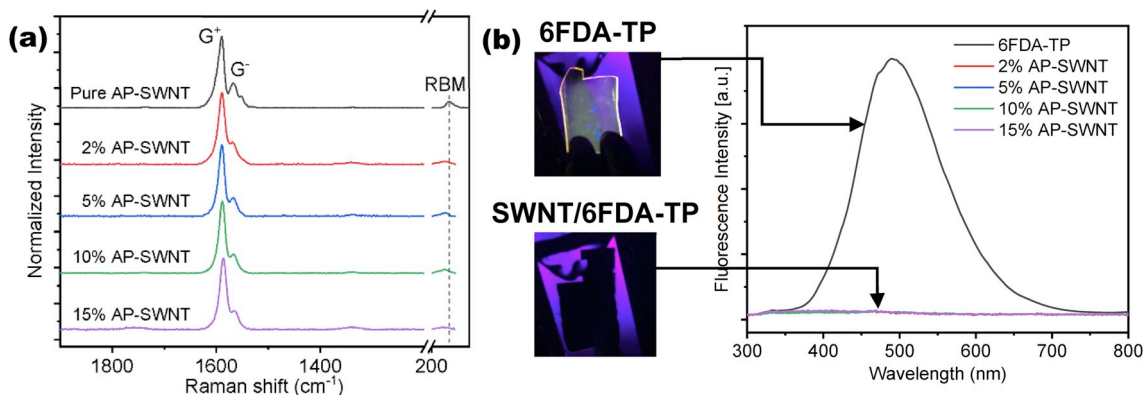 (a)
G⁺
G⁻
RBM
Pure AP-SWNT
2% AP-SWNT
5% AP-SWNT
10% AP-SWNT
15% AP-SWNT
Normalized Intensity
1800
1600
1400
200
Raman shift (cm⁻¹)
(b)
6FDA-TP
SWNT/6FDA-TP
6FDA-TP
2% AP-SWNT
5% AP-SWNT
10% AP-SWNT
15% AP-SWNT
Fluorescence Intensity [a.u.]
300
400
500
600
700
800
Wavelength (nm)